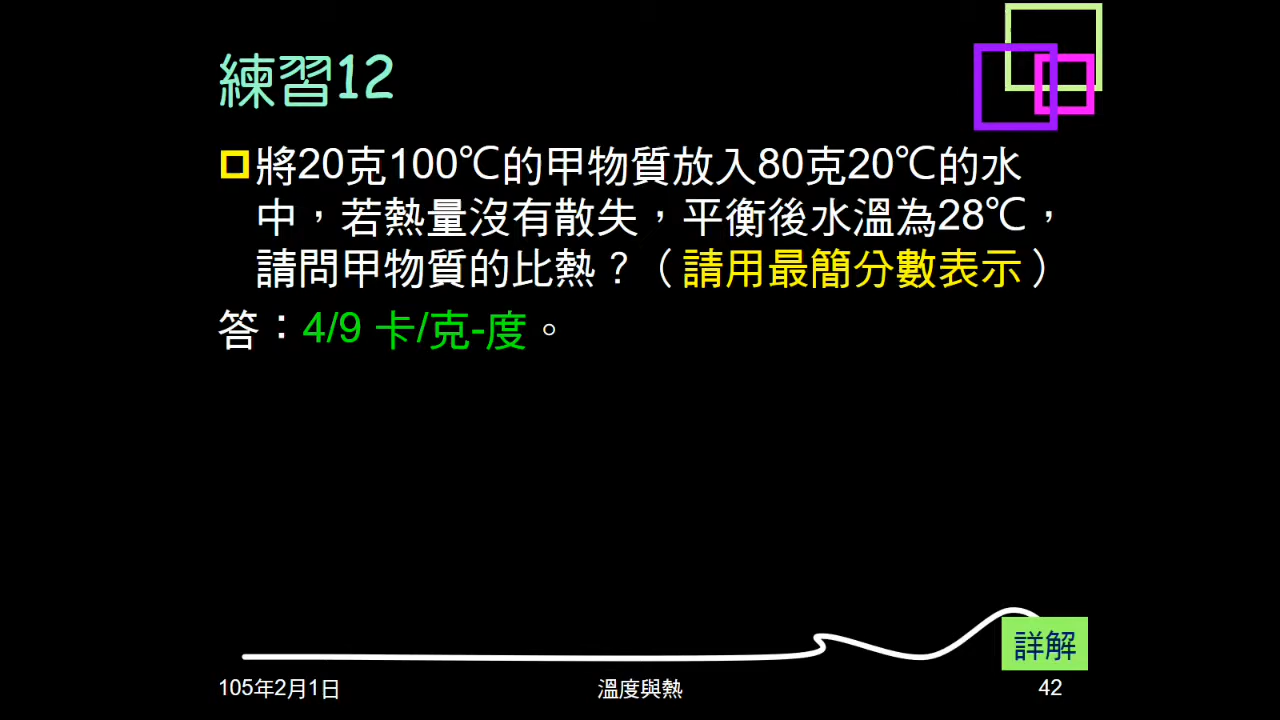 練習12
將20克100℃的甲物質放入80克20℃的水
中，若熱量沒有散失，平衡後水溫為28℃，
請問甲物質的比熱？（請用最簡分數表示）
答：4/9 卡/克-度。
詳解
105年2月1日
溫度與熱
42